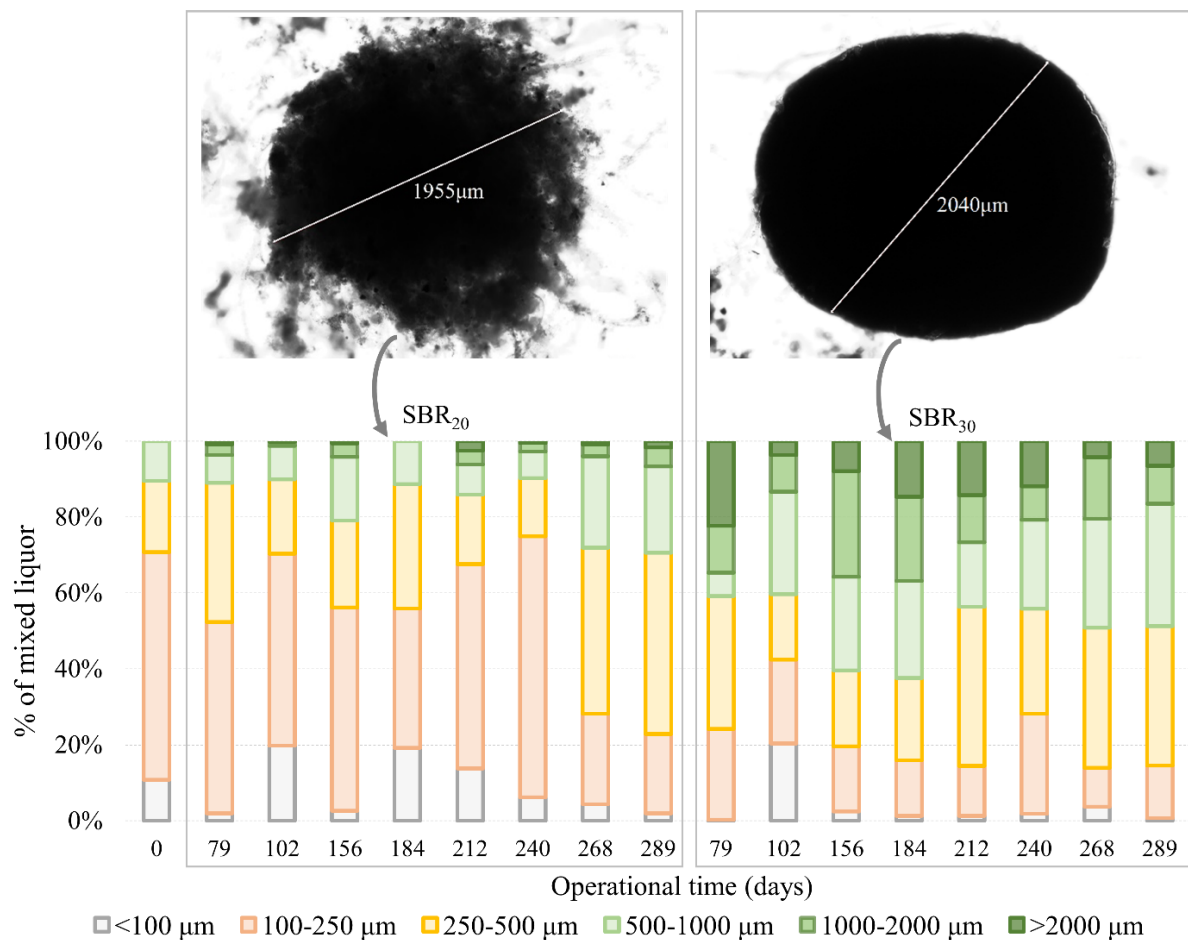 1955μm
2040μm
SBR20
SBR30
% of mixed liquor
100%
80%
60%
40%
20%
0%
0 79 102 156 184 212 240 268 289 79 102 156 184 212 240 268 289
Operational time (days)
<100 μm 100-250 μm 250-500 μm 500-1000 μm 1000-2000 μm >2000 μm